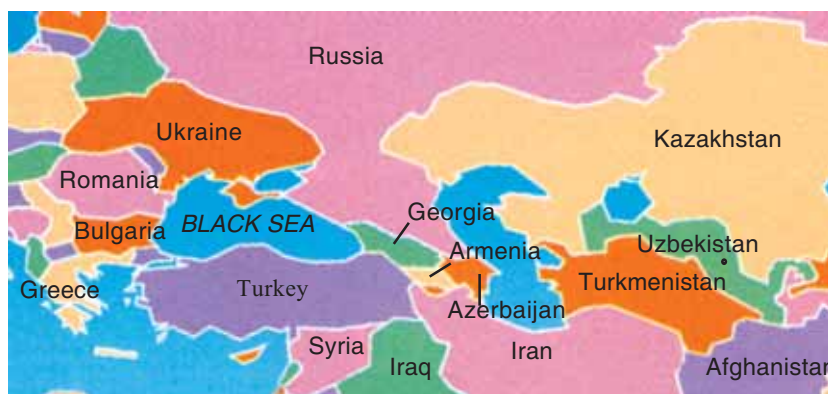 Russia
Ukraine
Kazakhstan
Romania
Georgia
BLACK SEA
Bulgaria
Armenia
Uzbekistan
Greece
Turkey
Turkmenistan
Azerbaijan
Syria
Iraq
Iran
Afghanistan